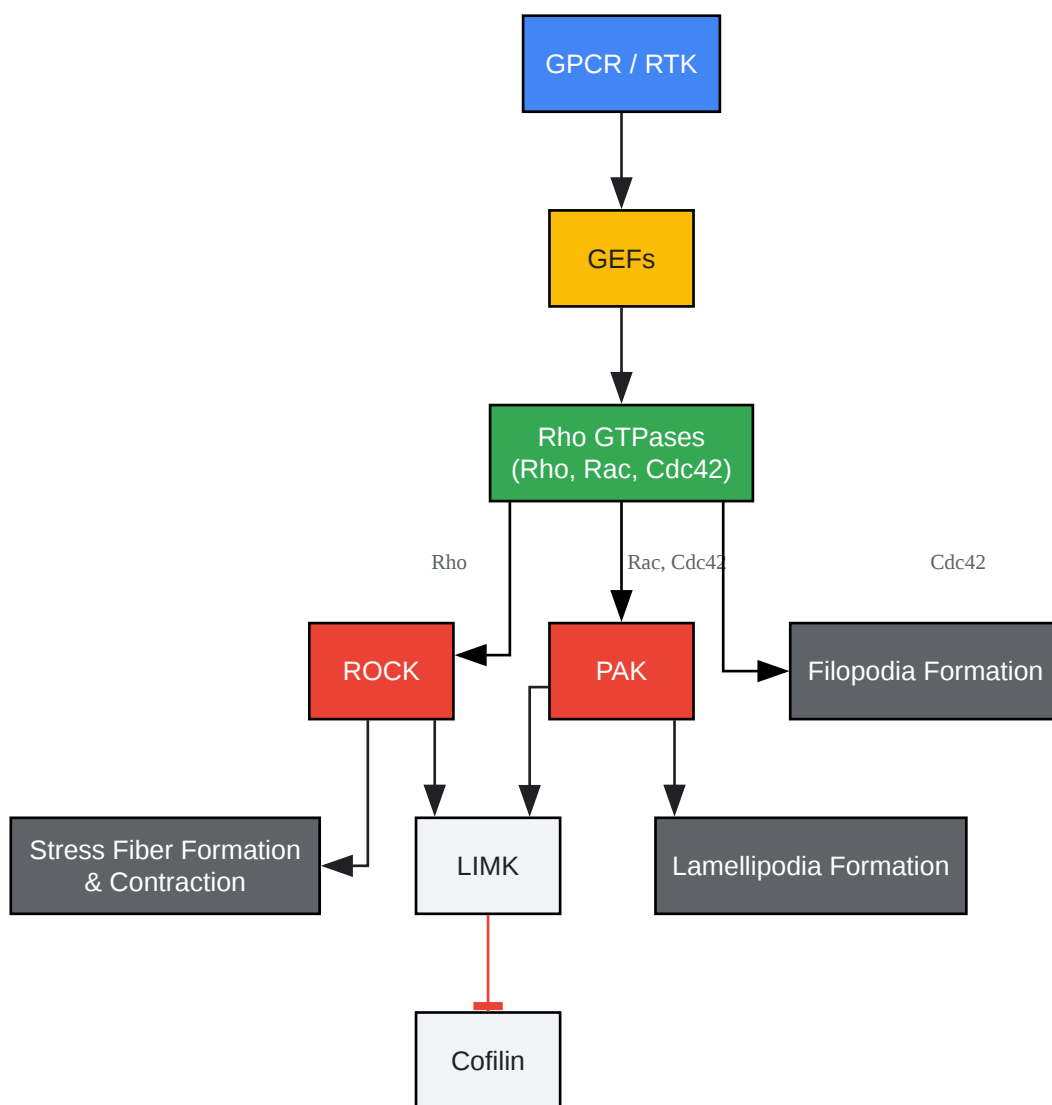 GPCR / RTK
GEFs
Rho GTPases
(Rho, Rac, Cdc42)
Rho
Rac, Cdc42
Cdc42
ROCK
PAK
Filopodia Formation
Stress Fiber Formation
& Contraction
LIMK
Lamellipodia Formation
Cofilin